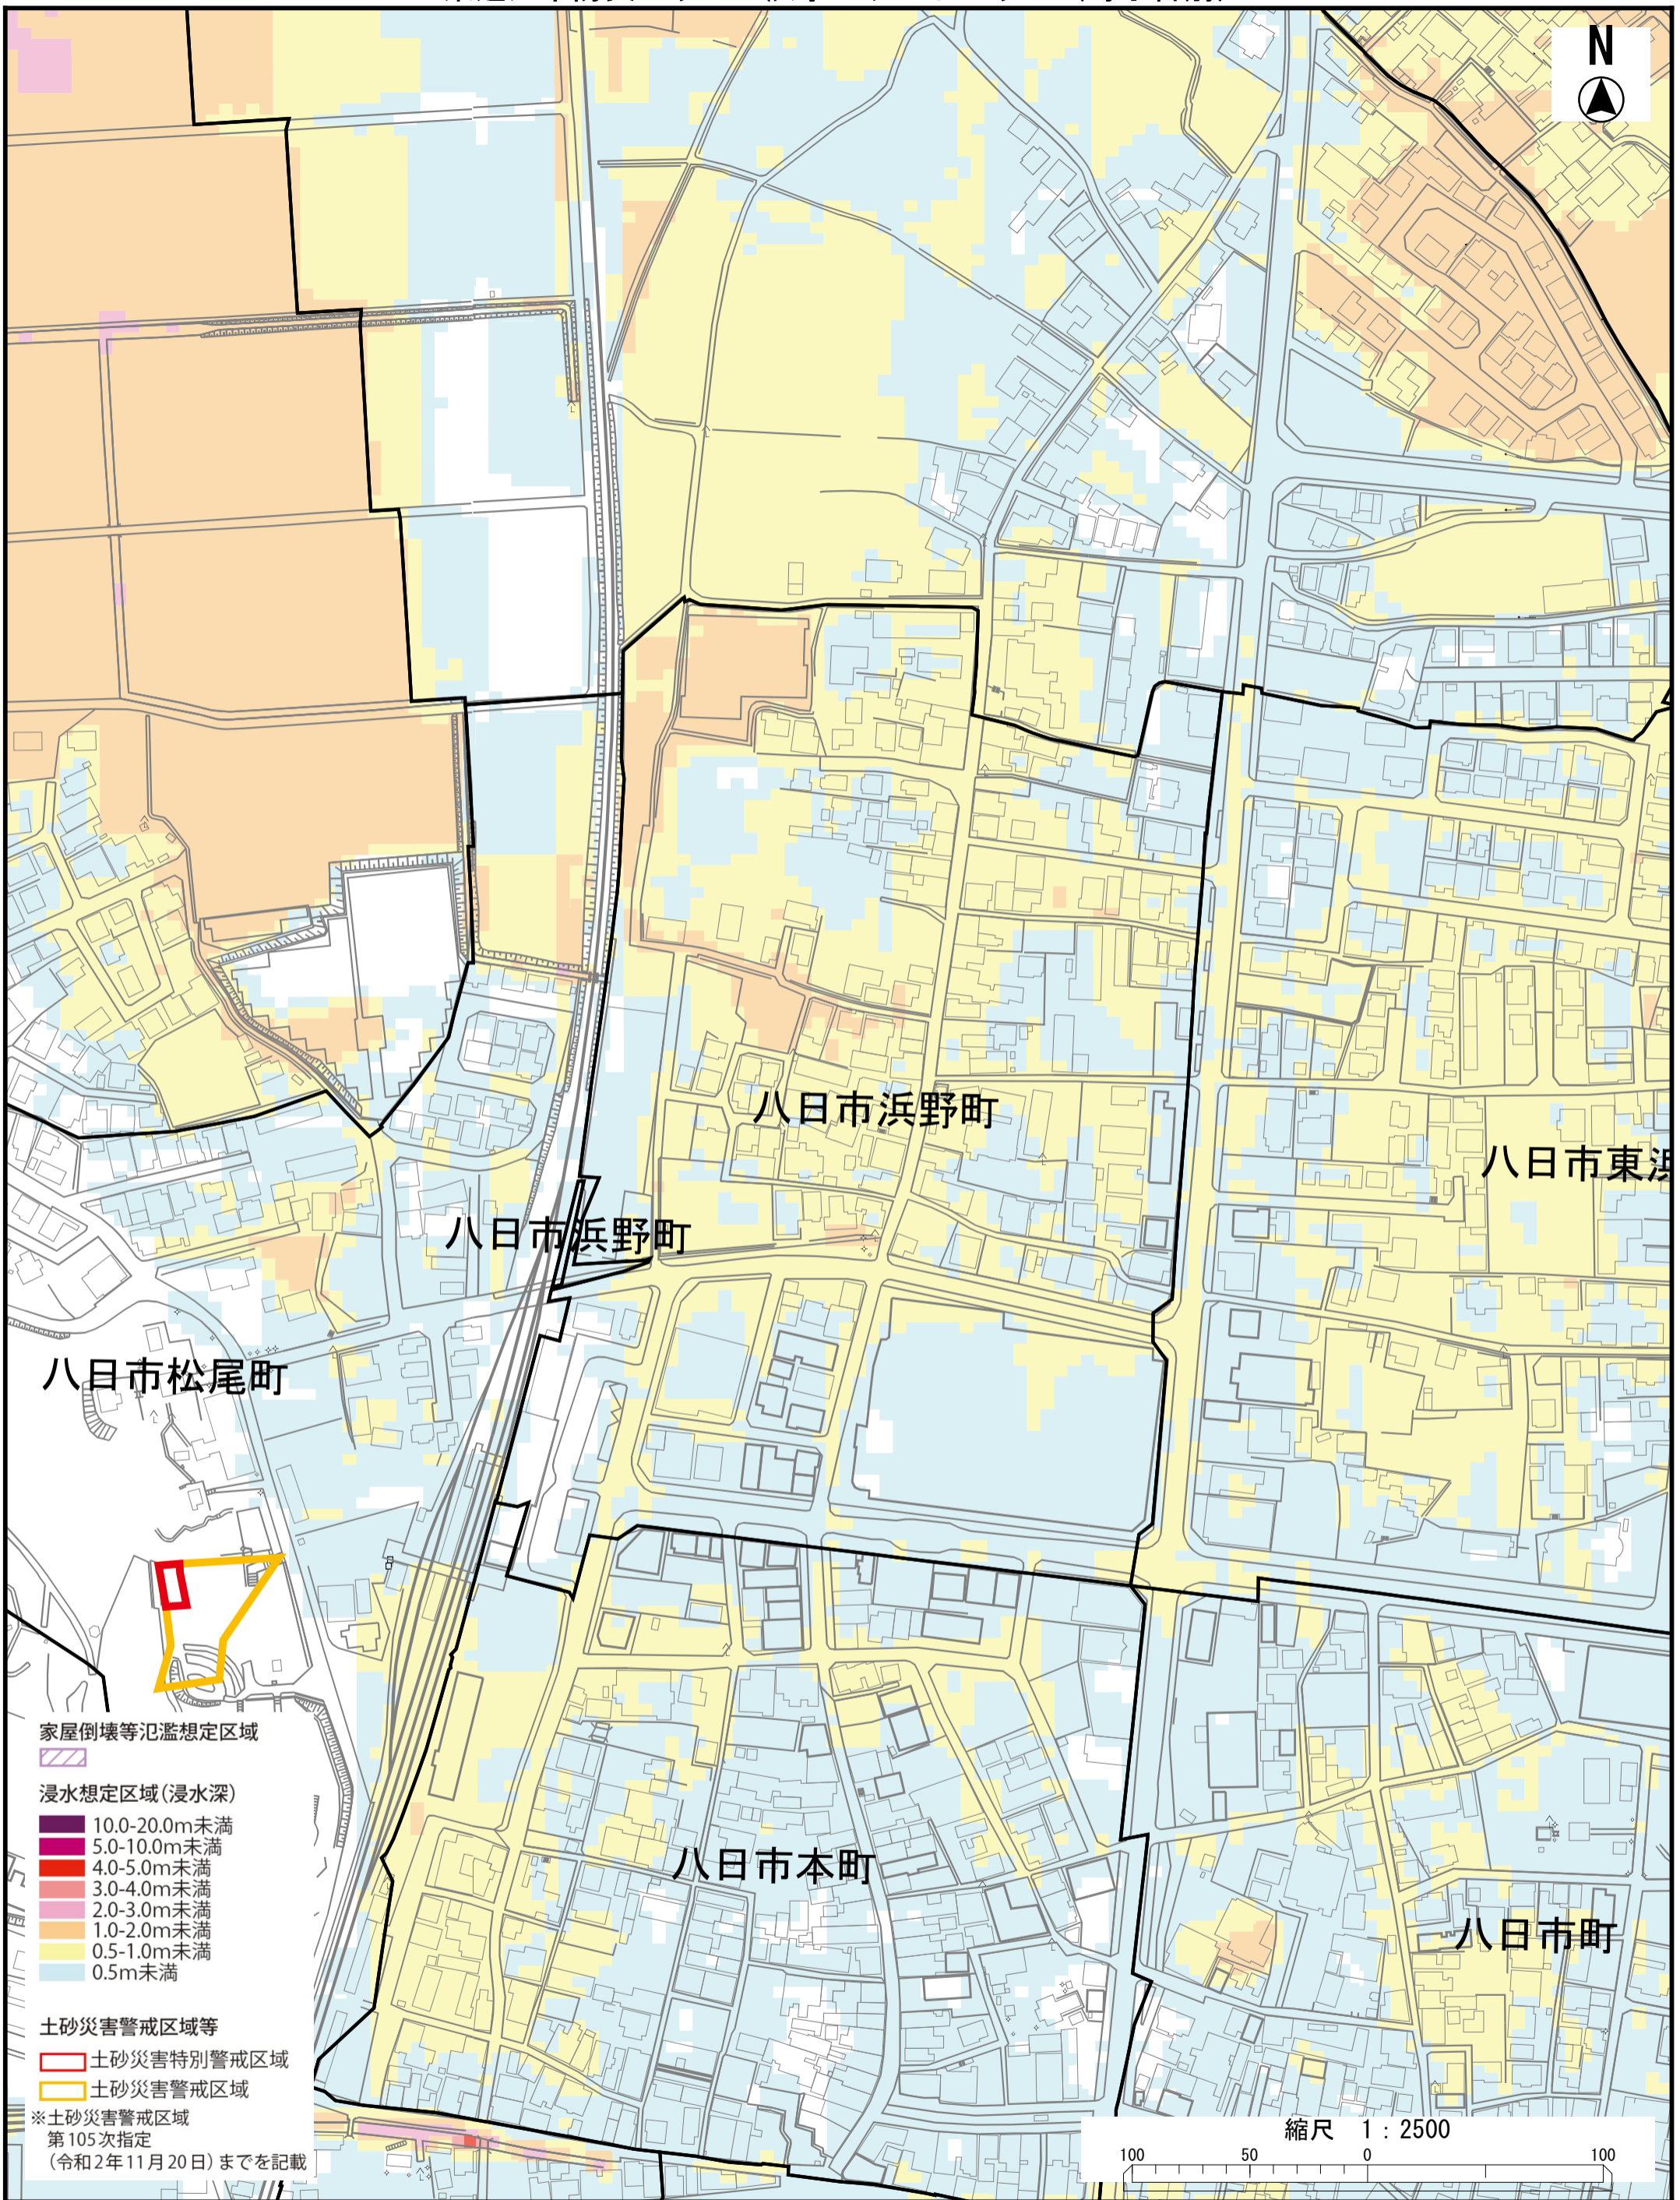 N
八日市浜野町
八日市東浜
八日市浜野町
八日市松尾町
八日市本町
八日市町
家屋倒壊等氾濫想定区域
浸水想定区域(浸水深)
10.0-20.0m未満
5.0-10.0m未満
4.0-5.0m未満
3.0-4.0m未満
2.0-3.0m未満
1.0-2.0m未満
0.5-1.0m未満
0.5m未満
土砂災害警戒区域等
土砂災害特別警戒区域
土砂災害警戒区域
※土砂災害警戒区域
第105次指定
(令和2年11月20日)までを記載
縮尺 1:2500
100 50 0 100